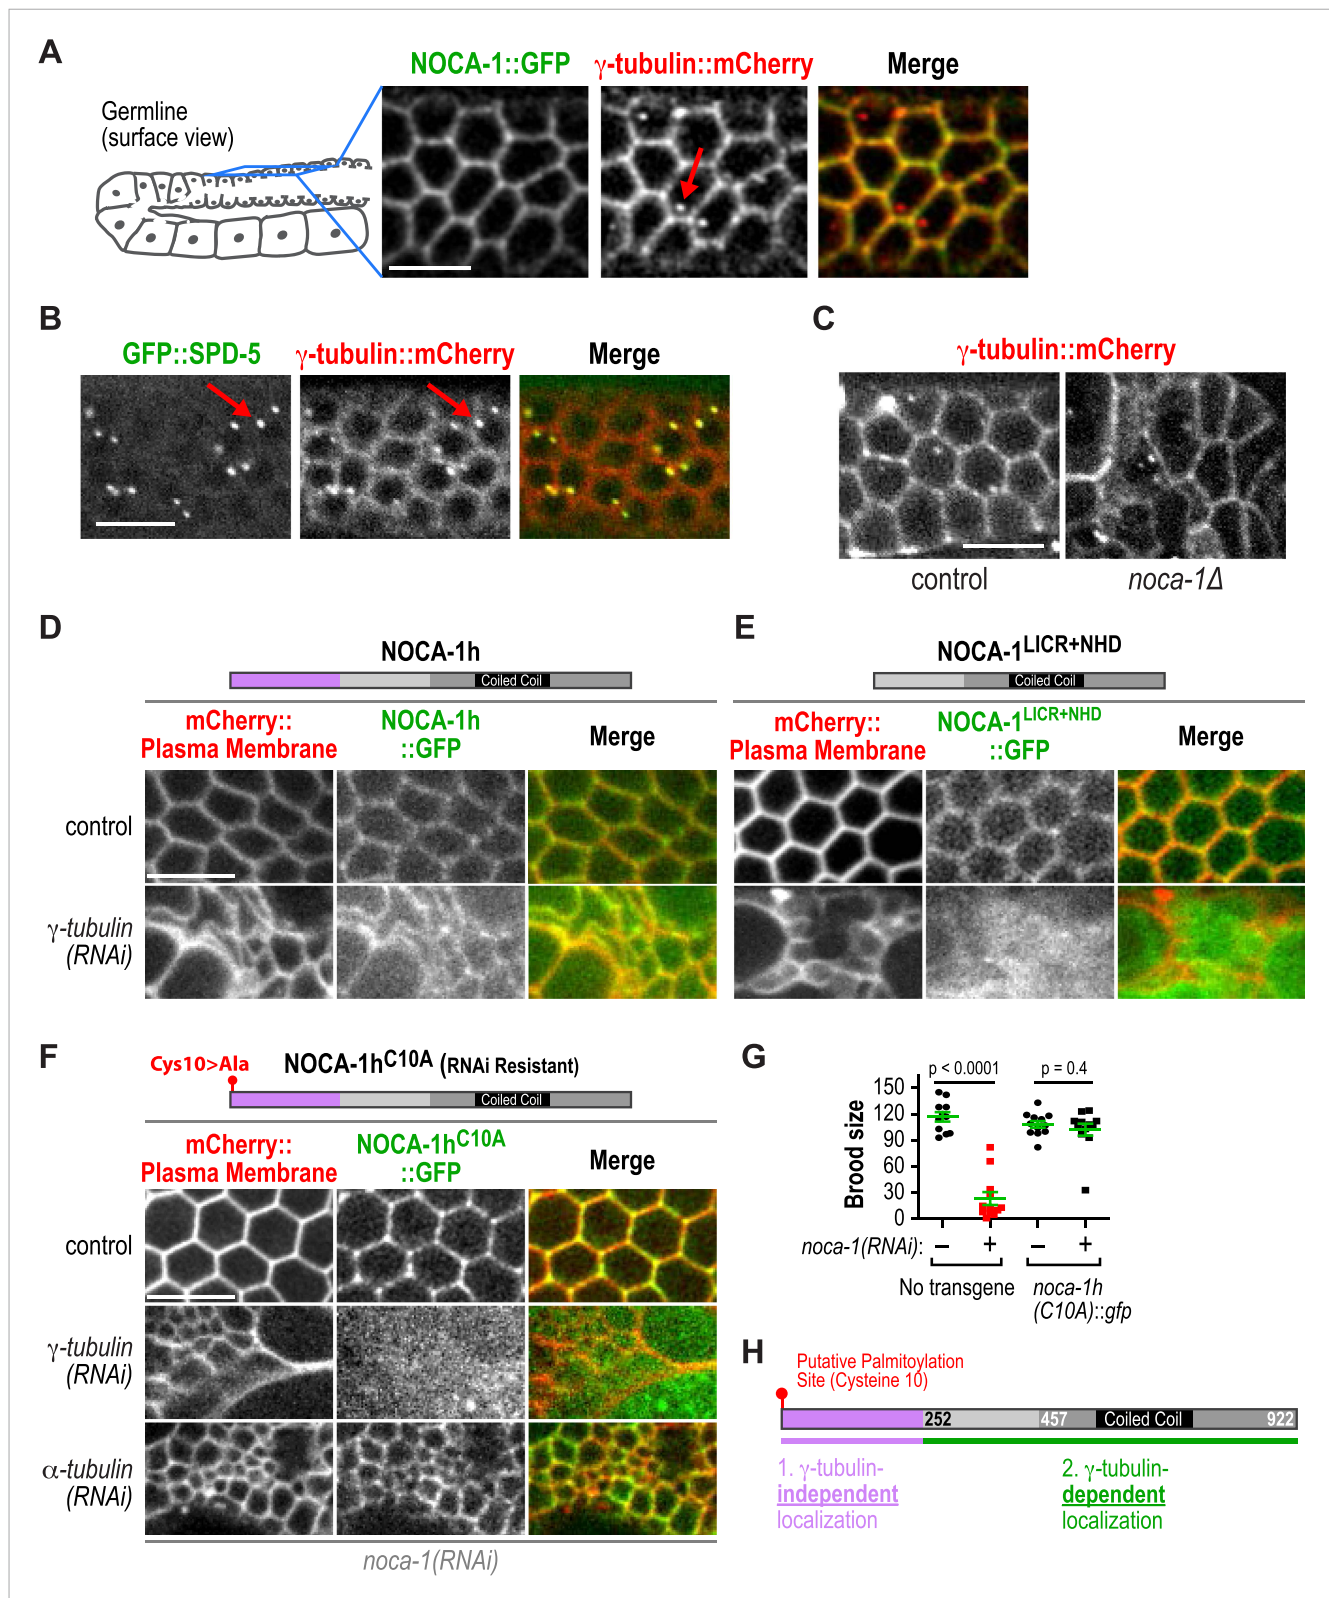 A
NOCA-1::GFP
γ-tubulin::mCherry
Merge
Germline
(surface view)
B
GFP::SPD-5
γ-tubulin::mCherry
Merge
C
γ-tubulin::mCherry
control
noca-1Δ
D
NOCA-1h
Coiled Coil
mCherry::
Plasma Membrane
NOCA-1h
::GFP
Merge
control
γ-tubulin
(RNAi)
E
NOCA-1LICR+NHD
Coiled Coil
mCherry::
Plasma Membrane
NOCA-1LICR+NHD
::GFP
Merge
F
Cys10>Ala
NOCA-1hC10A (RNAi Resistant)
Coiled Coil
mCherry::
Plasma Membrane
NOCA-1hC10A
::GFP
Merge
control
γ-tubulin
(RNAi)
α-tubulin
(RNAi)
noca-1(RNAi)
G
p < 0.0001
p = 0.4
Brood size
150
120
90
60
30
0
noca-1(RNAi): − + − +
No transgene
noca-1h
(C10A)::gfp
H
Putative Palmitoylation
Site (Cysteine 10)
252 457 Coiled Coil 922
1. γ-tubulin-
independent
localization
2. γ-tubulin-
dependent
localization